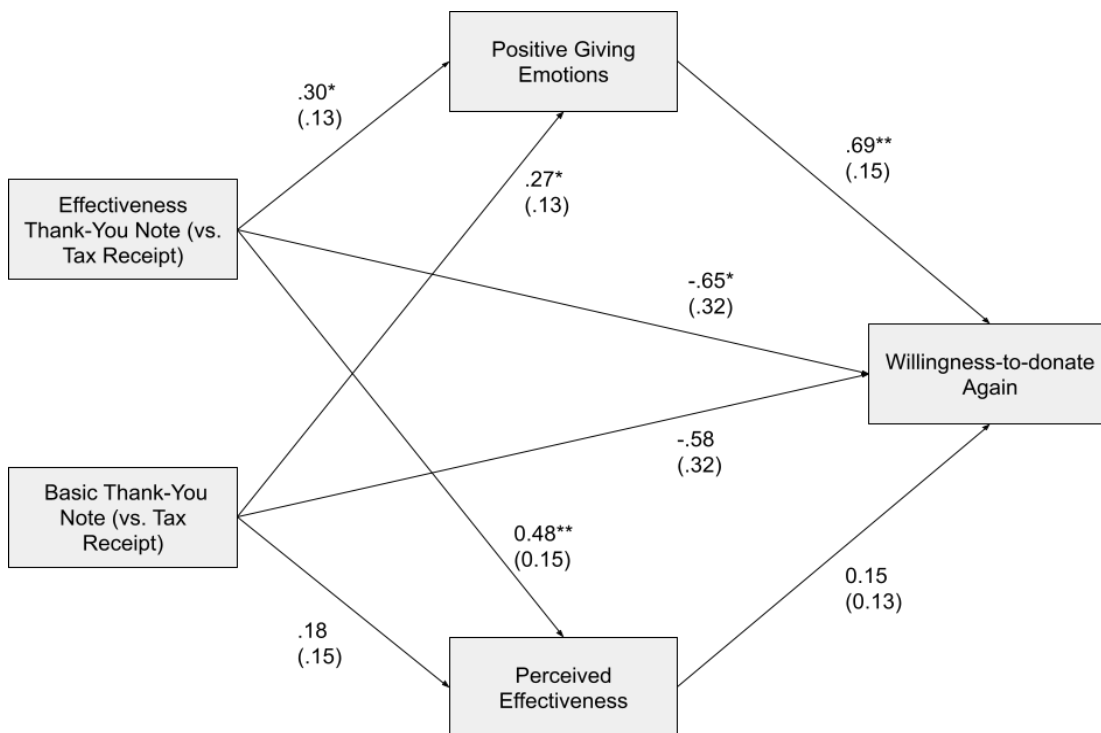 Positive Giving
Emotions
.30*
(.13)
.69**
(.15)
.27*
(.13)
Effectiveness
Thank-You Note (vs.
Tax Receipt)
-.65*
(.32)
Willingness-to-donate
Again
-.58
(.32)
Basic Thank-You
Note (vs. Tax
Receipt)
0.48**
(0.15)
0.15
(0.13)
.18
(.15)
Perceived
Effectiveness